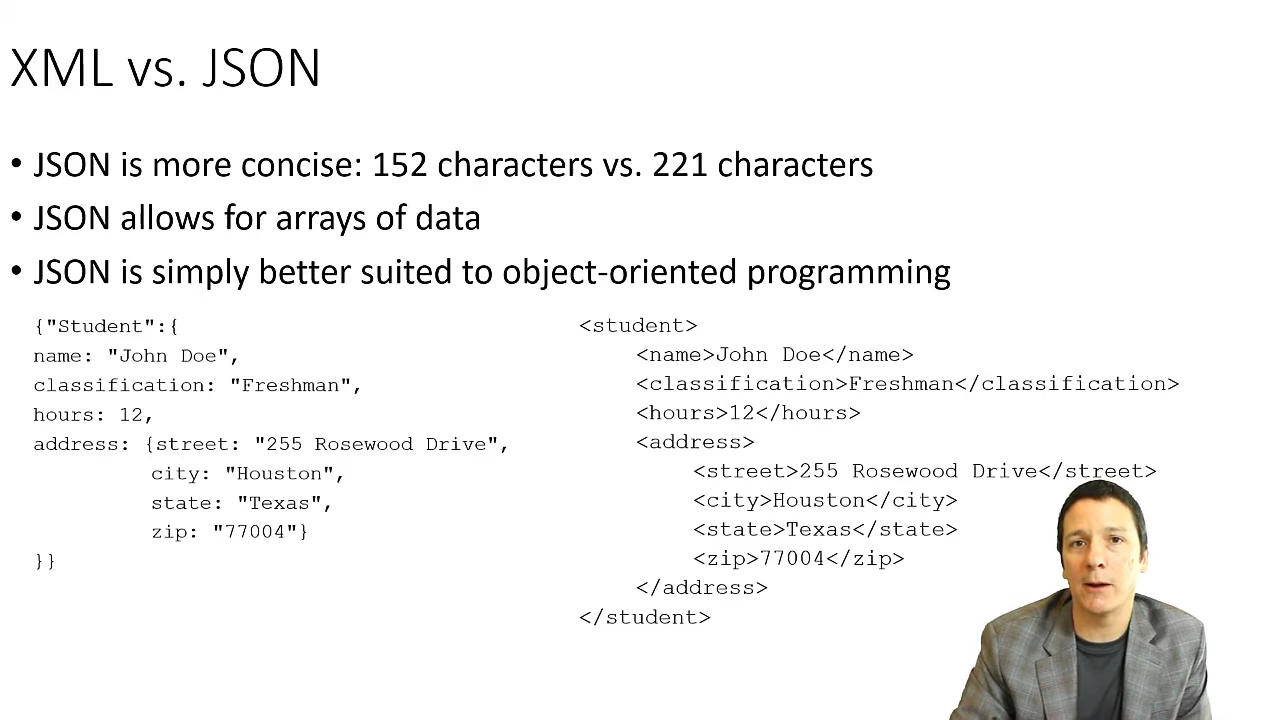 XML vs. JSON
• JSON is more concise: 152 characters vs. 221 characters
• JSON allows for arrays of data
• JSON is simply better suited to object-oriented programming
{"Student":{
name: "John Doe",
classification: "Freshman",
hours: 12,
address: {street: "255 Rosewood Drive",
city: "Houston",
state: "Texas",
zip: "77004"}
}}
<student>
<name>John Doe</name>
<classification>Freshman</classification>
<hours>12</hours>
<address>
<street>255 Rosewood Drive</street>
<city>Houston</city>
<state>Texas</state>
<zip>77004</zip>
</address>
</student>